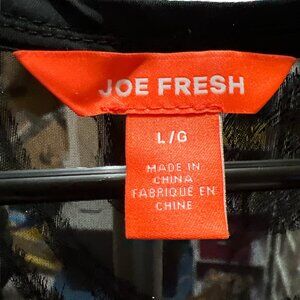 JOE FRESH
L/G
MADE IN
CHINA
FABRIQUE EN
CHINE